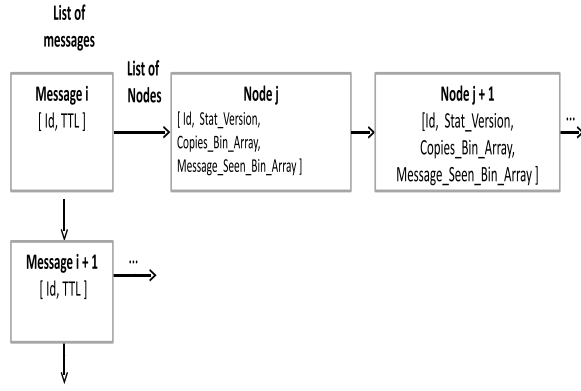 List of
messages
List of
Nodes
Message i
[ Id, TTL ]
Node j
[ Id, Stat_Version,
Copies_Bin_Array,
Message_Seen_Bin_Array ]
Node j + 1
[Id, Stat_Version,
Copies_Bin_Array,
Message_Seen_Bin_Array ]
...
Message i + 1
[ Id, TTL ]
...